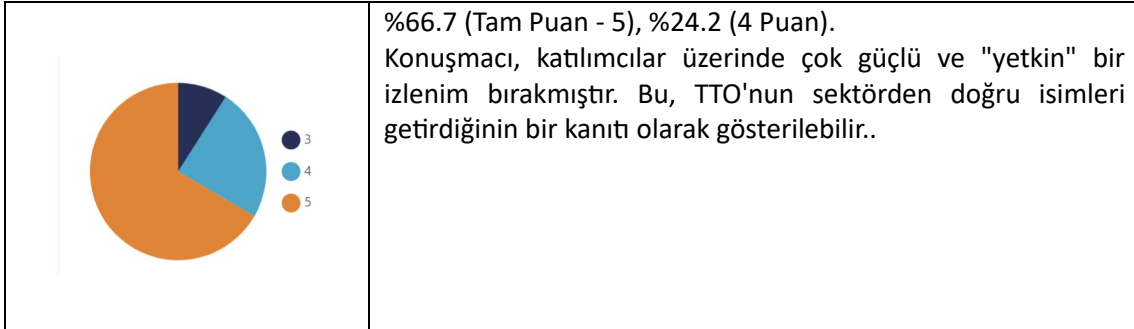 3
4
5
%66.7 (Tam Puan - 5), %24.2 (4 Puan).
Konuşmacı, katılımcılar üzerinde çok güçlü ve "yetkin" bir
izlenim bırakmıştır. Bu, TTO'nun sektörden doğru isimleri
getirdiğinin bir kanıtı olarak gösterilebilir..